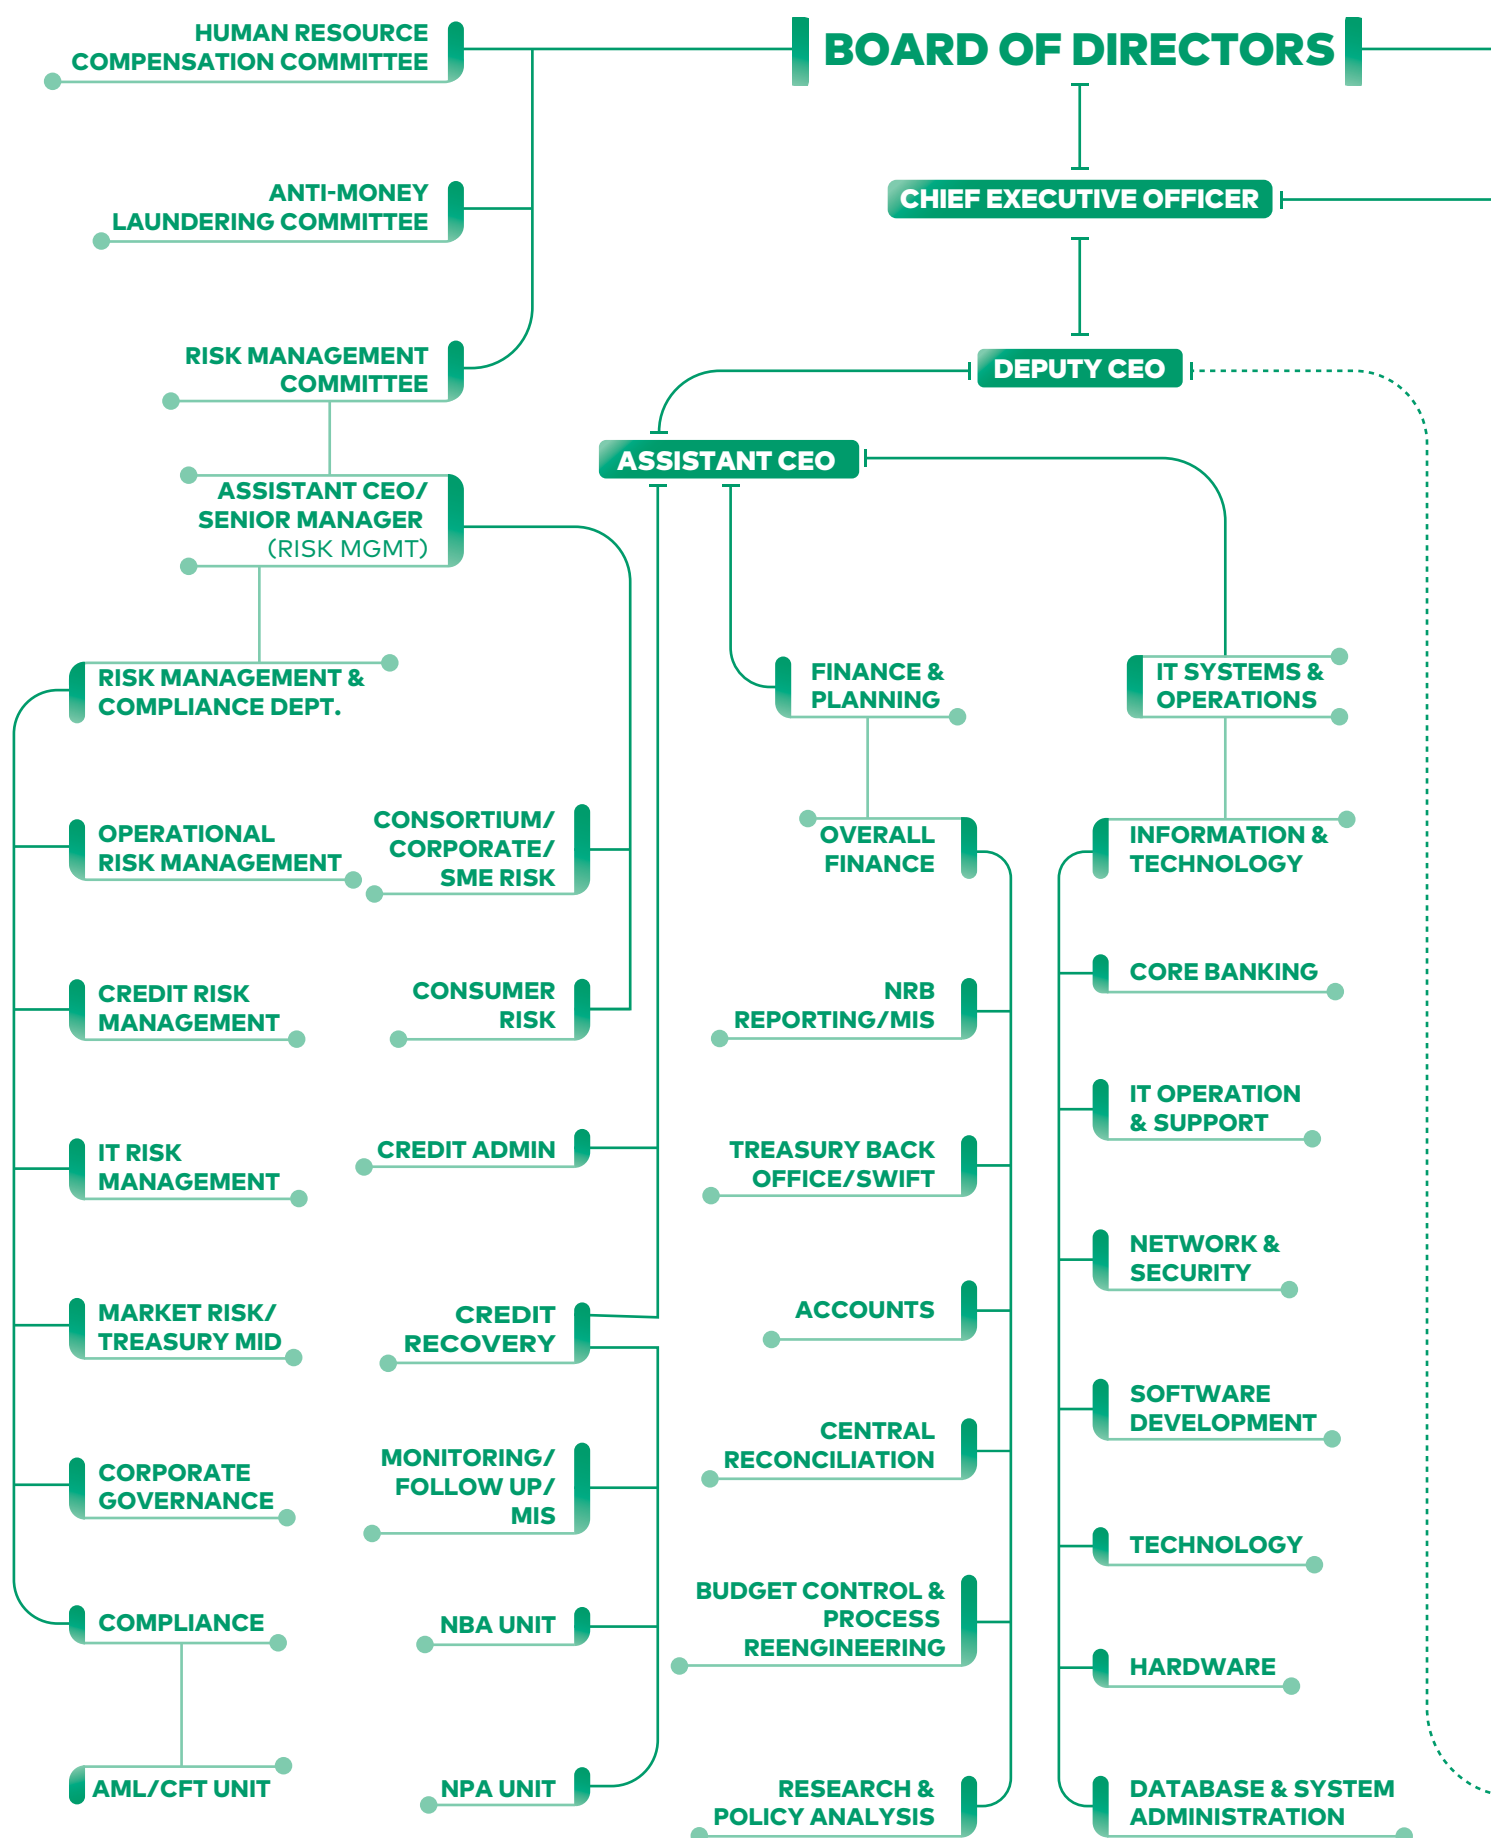 HUMAN RESOURCE
COMPENSATION COMMITTEE
BOARD OF DIRECTORS
ANTI-MONEY
LAUNDERING COMMITTEE
CHIEF EXECUTIVE OFFICER
RISK MANAGEMENT
COMMITTEE
DEPUTY CEO
ASSISTANT CEO
ASSISTANT CEO/
SENIOR MANAGER
(RISK MGMT)
RISK MANAGEMENT &
COMPLIANCE DEPT.
FINANCE &
PLANNING
IT SYSTEMS &
OPERATIONS
OPERATIONAL
RISK MANAGEMENT
CONSORTIUM/
CORPORATE/
SME RISK
OVERALL
FINANCE
INFORMATION &
TECHNOLOGY
CREDIT RISK
MANAGEMENT
CONSUMER
RISK
NRB
REPORTING/MIS
CORE BANKING
IT RISK
MANAGEMENT
CREDIT ADMIN
TREASURY BACK
OFFICE/SWIFT
IT OPERATION
& SUPPORT
NETWORK &
SECURITY
MARKET RISK/
TREASURY MID
CREDIT
RECOVERY
ACCOUNTS
SOFTWARE
DEVELOPMENT
CORPORATE
GOVERNANCE
MONITORING/
FOLLOW UP/
MIS
CENTRAL
RECONCILIATION
TECHNOLOGY
COMPLIANCE
NBA UNIT
BUDGET CONTROL &
PROCESS
REENGINEERING
HARDWARE
AML/CFT UNIT
NPA UNIT
RESEARCH &
POLICY ANALYSIS
DATABASE & SYSTEM
ADMINISTRATION